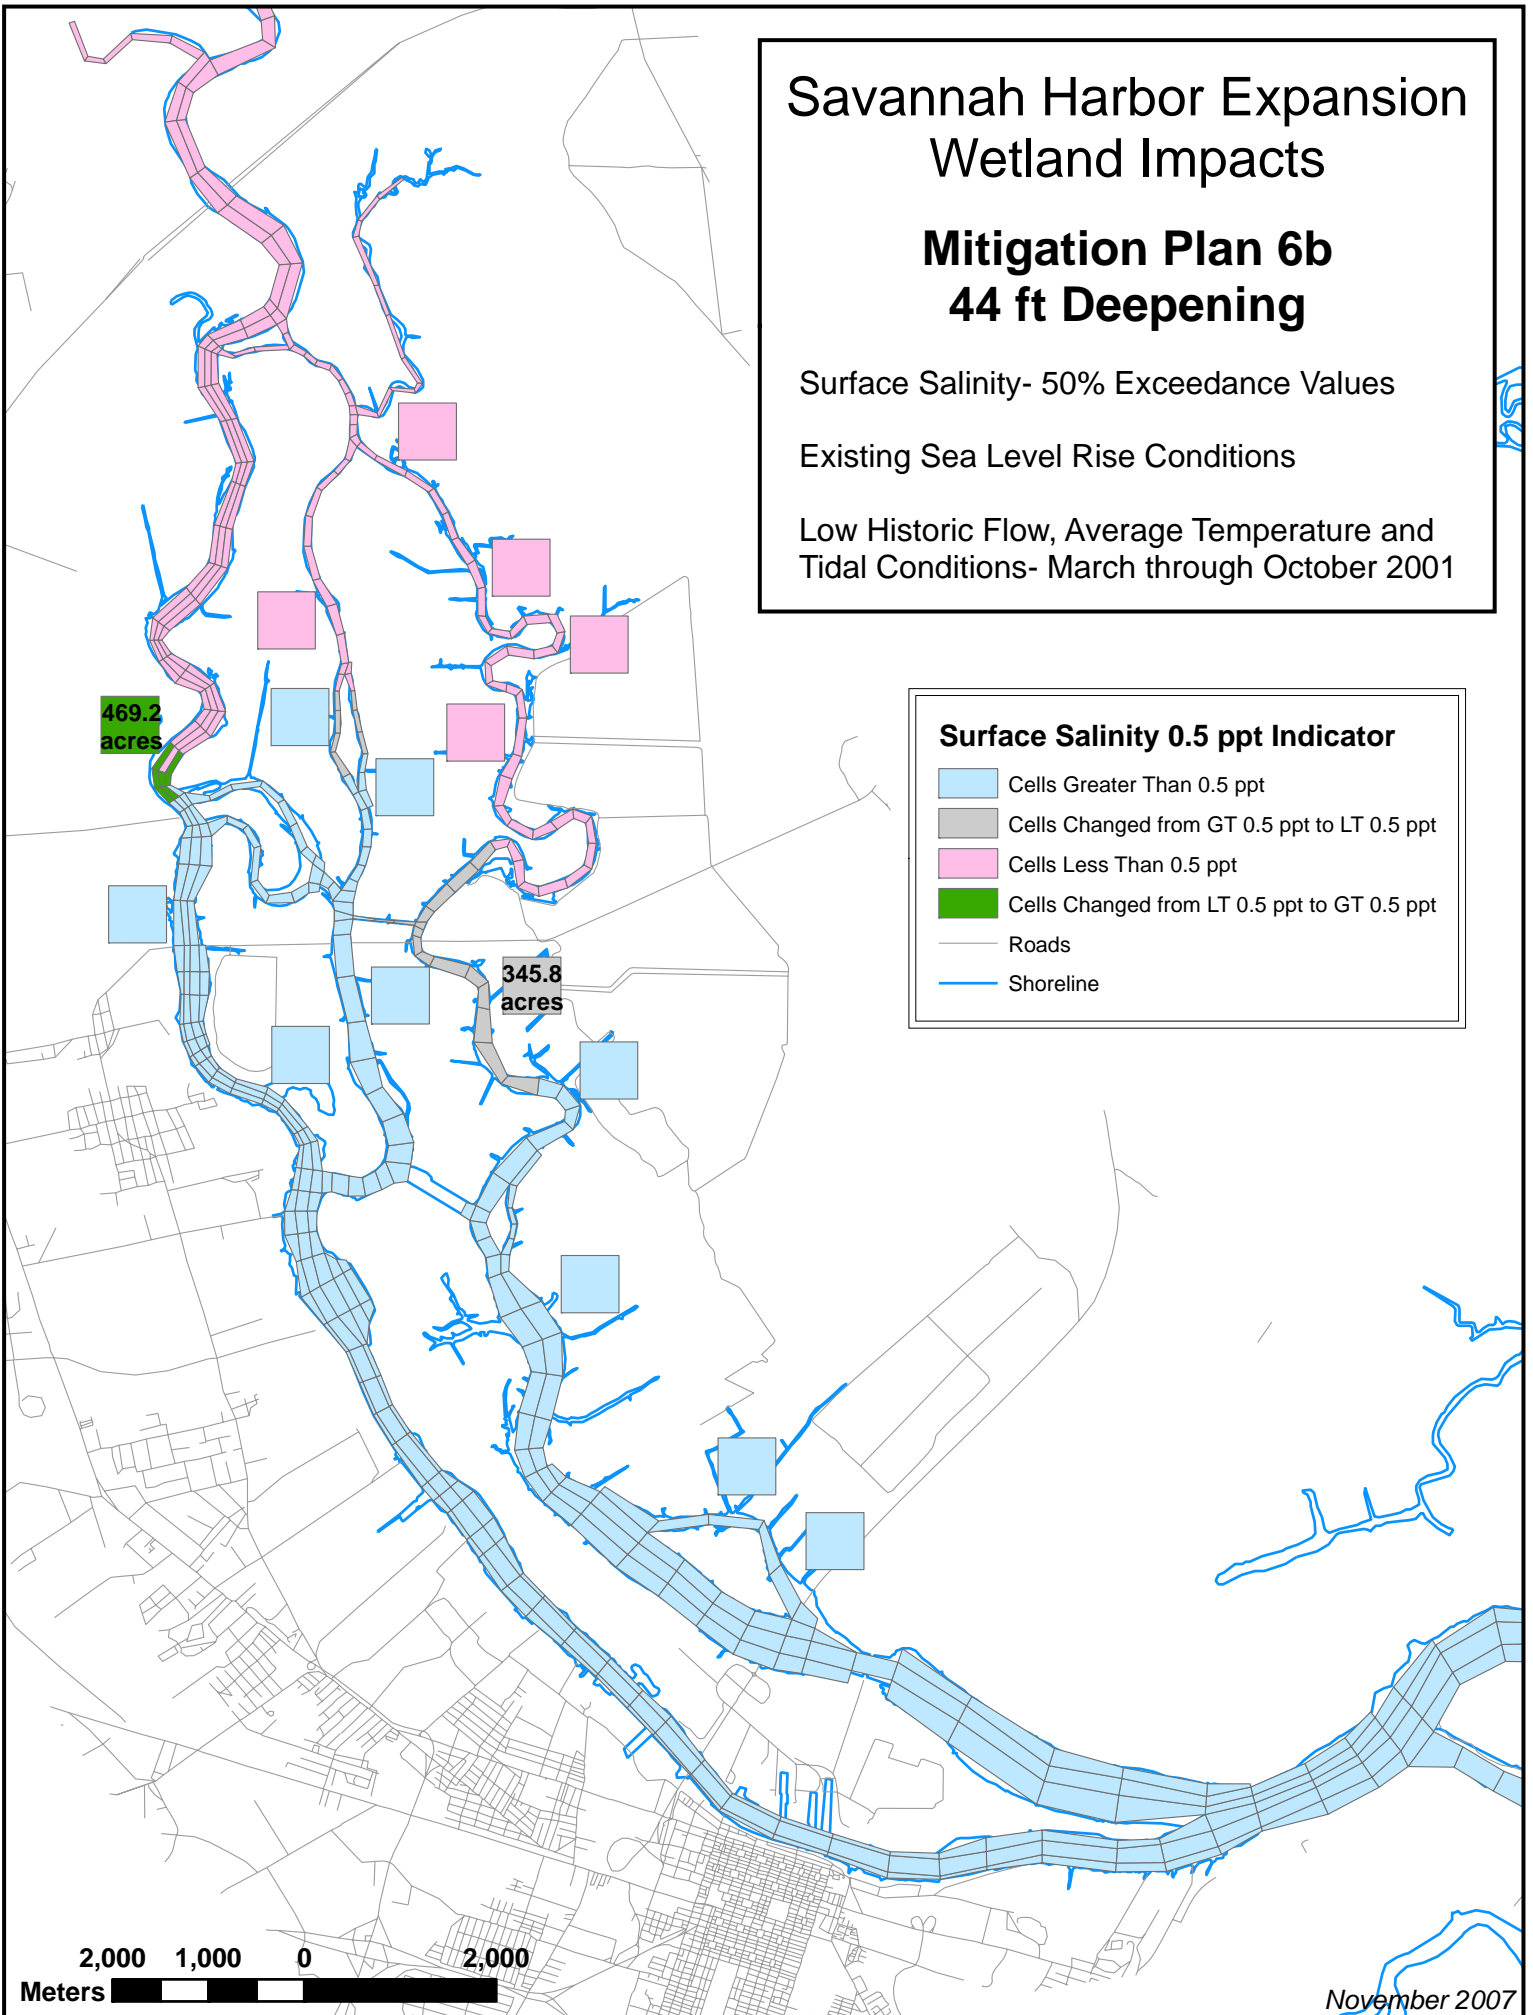 Savannah Harbor Expansion
Wetland Impacts
Mitigation Plan 6b
44 ft Deepening
Surface Salinity- 50% Exceedance Values
Existing Sea Level Rise Conditions
Low Historic Flow, Average Temperature and
Tidal Conditions- March through October 2001
469.2
acres
Surface Salinity 0.5 ppt Indicator
Cells Greater Than 0.5 ppt
Cells Changed from GT 0.5 ppt to LT 0.5 ppt
Cells Less Than 0.5 ppt
Cells Changed from LT 0.5 ppt to GT 0.5 ppt
Roads
Shoreline
345.8
acres
2,000 1,000 0 2,000
Meters
November 2007